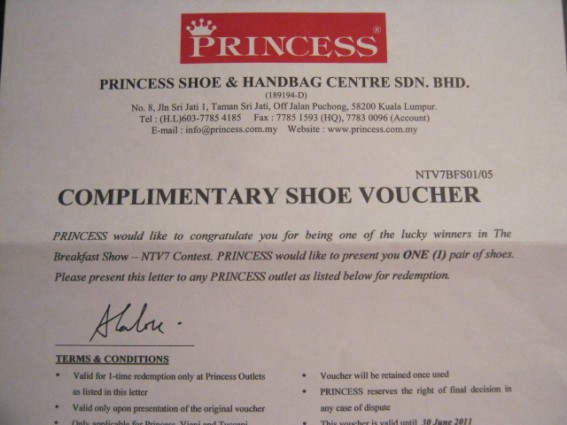 PRINCESS®
PRINCESS SHOE & HANDBAG CENTRE SDN. BHD.
(189194-D)
No. 8, Jln Sri Jati 1, Taman Sri Jati, Off Jalan Puchong, 58200 Kuala Lumpur.
Tel : (H.L)603-7785 4185 Fax : 7785 1593 (HQ), 7783 0096 (Account)
E-mail : info@princess.com.my Website : www.princess.com.my
NTV7BFS01/05
COMPLIMENTARY SHOE VOUCHER
PRINCESS would like to congratulate you for being one of the lucky winners in The
Breakfast Show – NTV7 Contest. PRINCESS would like to present you ONE (1) pair of shoes.
Please present this letter to any PRINCESS outlet as listed below for redemption.
TERMS & CONDITIONS
• Valid for 1-time redemption only at Princess Outlets
as listed in this letter
• Valid only upon presentation of the original voucher
• Only applicable for Princess, Viani and
• Voucher will be retained once used
• PRINCESS reserves the right of final decision in
any case of dispute
• This voucher is valid until 30 June 2011